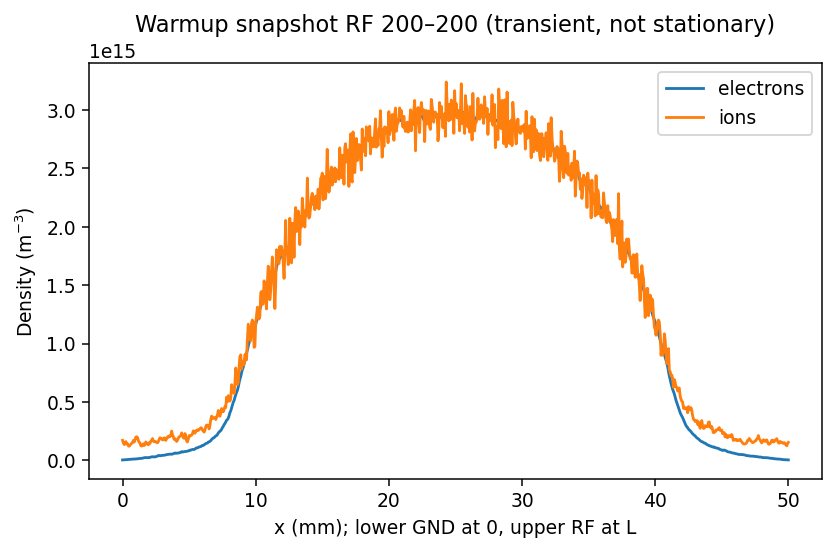 Warmup snapshot RF 200–200 (transient, not stationary)
1e15
electrons
ions
3.0
2.5
2.0
1.5
1.0
0.5
0.0
Density (m⁻³)
0 10 20 30 40 50
x (mm); lower GND at 0, upper RF at L